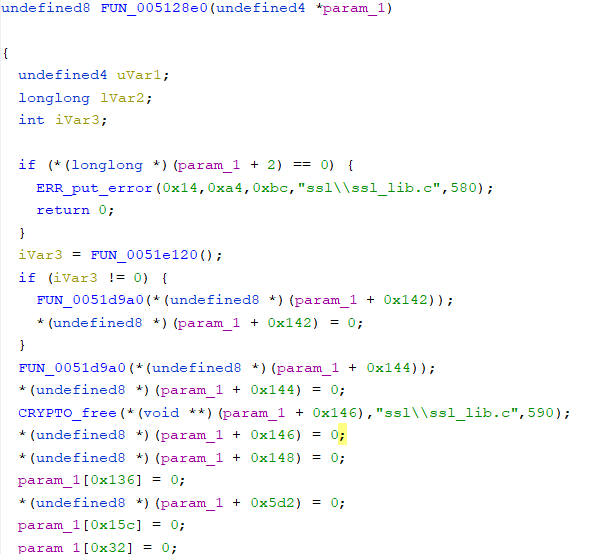 undefined8 FUN_005128e0(undefined4 *param_1)
{
undefined4 uVar1;
longlong lVar2;
int iVar3;
if (*(longlong *)(param_1 + 2) == 0) {
ERR_put_error(0x14,0xa4,0xbc,"ssl\\ssl_lib.c",580);
return 0;
}
iVar3 = FUN_0051e120();
if (iVar3 != 0) {
FUN_0051d9a0(*(undefined8 *)(param_1 + 0x142));
*(undefined8 *)(param_1 + 0x142) = 0;
}
FUN_0051d9a0(*(undefined8 *)(param_1 + 0x144));
*(undefined8 *)(param_1 + 0x144) = 0;
CRYPTO_free(*(void **)(param_1 + 0x146),"ssl\\ssl_lib.c",590);
*(undefined8 *)(param_1 + 0x146) = 0;
*(undefined8 *)(param_1 + 0x148) = 0;
param_1[0x136] = 0;
*(undefined8 *)(param_1 + 0x5d2) = 0;
param_1[0x15c] = 0;
param_1[0x32] = 0;